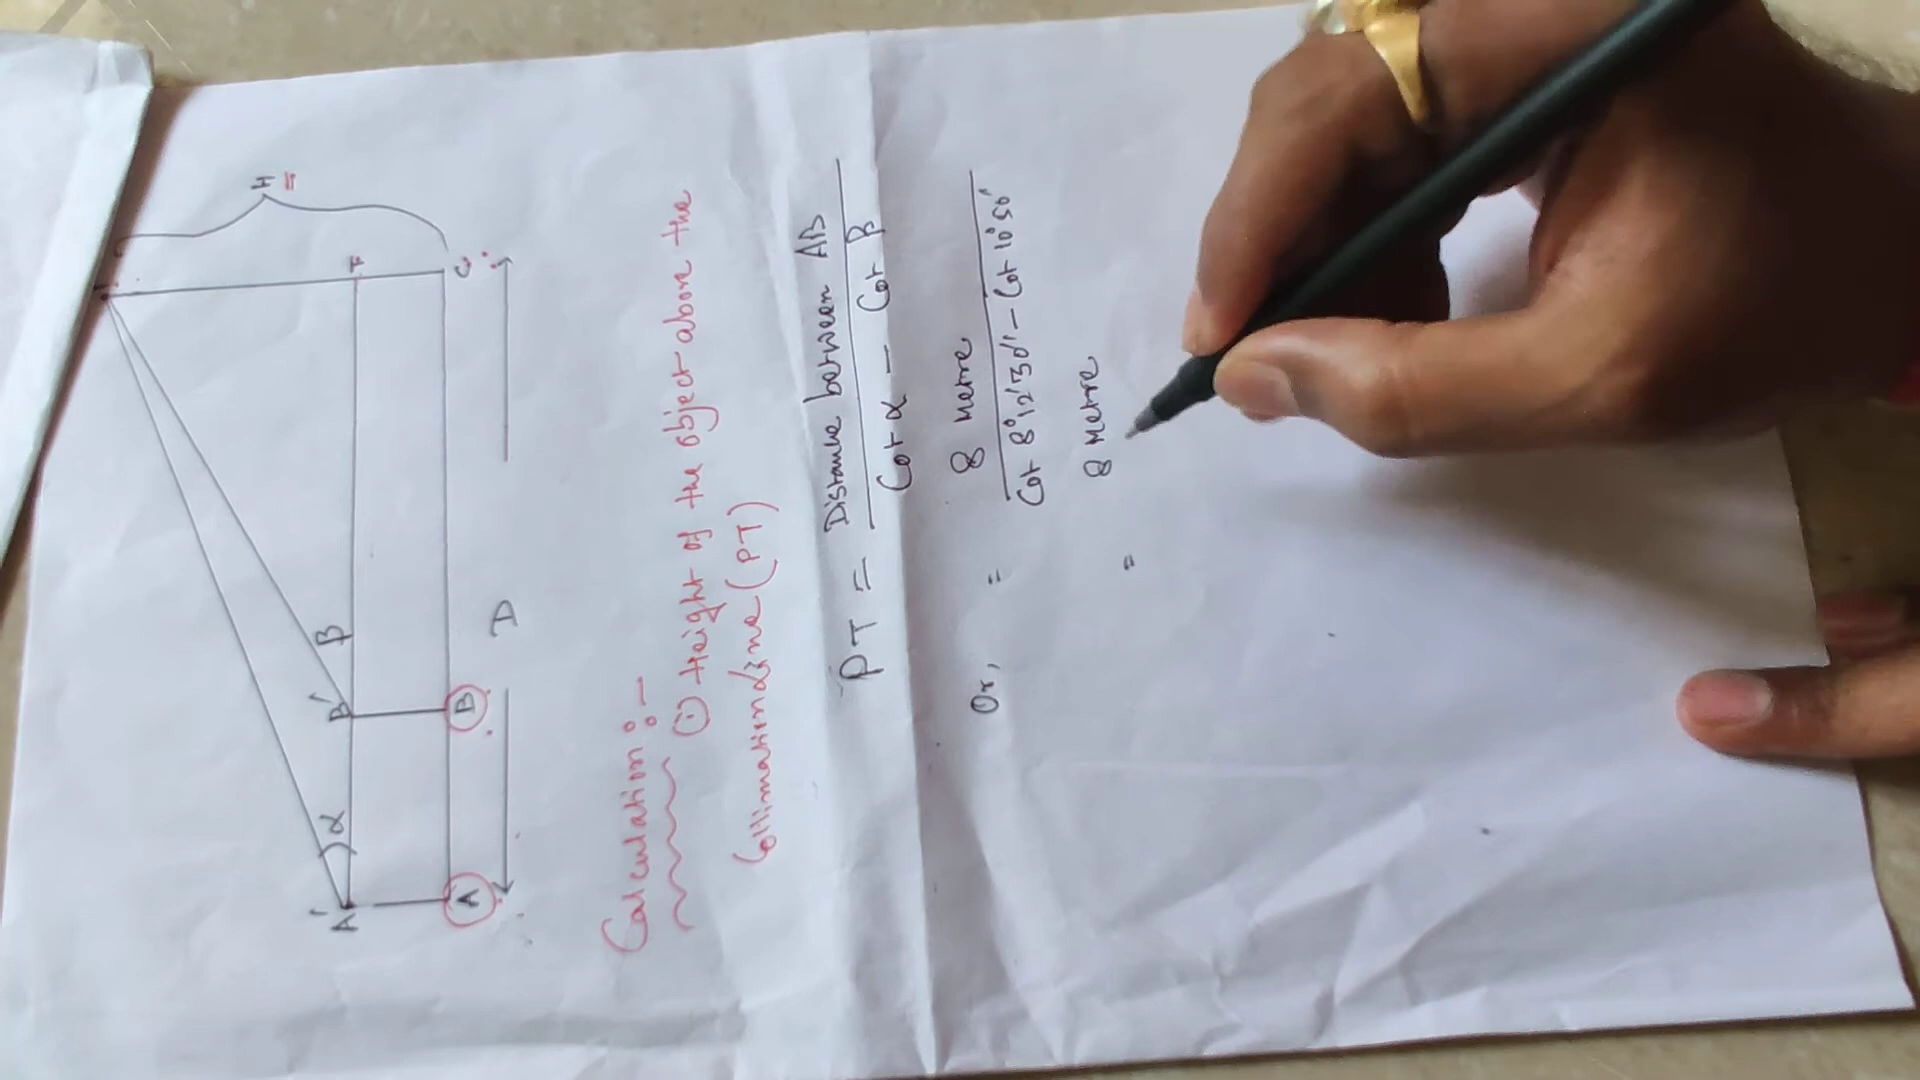 H
T
C
β
B'
B
D
α
A'
A
Calculation :-
① Height of the object above the
Collimation Line (PT)
PT = Distance between AB
Cot α - Cot β
Or, = 8 metre
Cot 8°12'30" - Cot 10°50'
= 8 metre